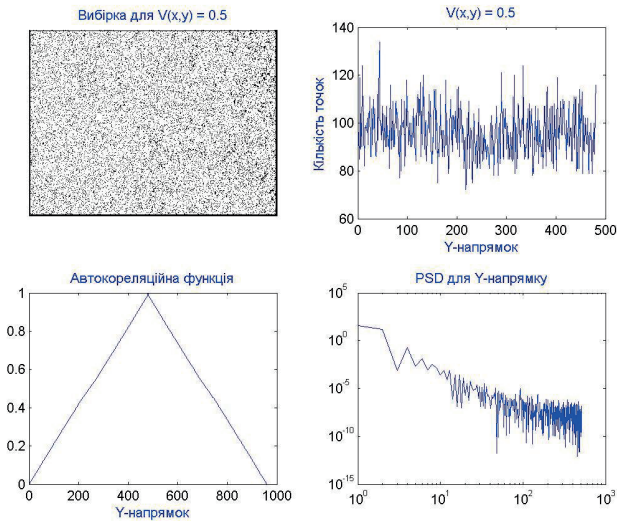 Вибірка для V(x,y) = 0.5
V(x,y) = 0.5
Кількість точок
140
120
100
80
60
0 100 200 300 400 500
Y-напрямок
Автокореляційна функція
1
0.8
0.6
0.4
0.2
0
0 200 400 600 800 1000
Y-напрямок
PSD для Y-напрямку
10^5
10^0
10^-5
10^-10
10^-15
10^0 10^1 10^2 10^3